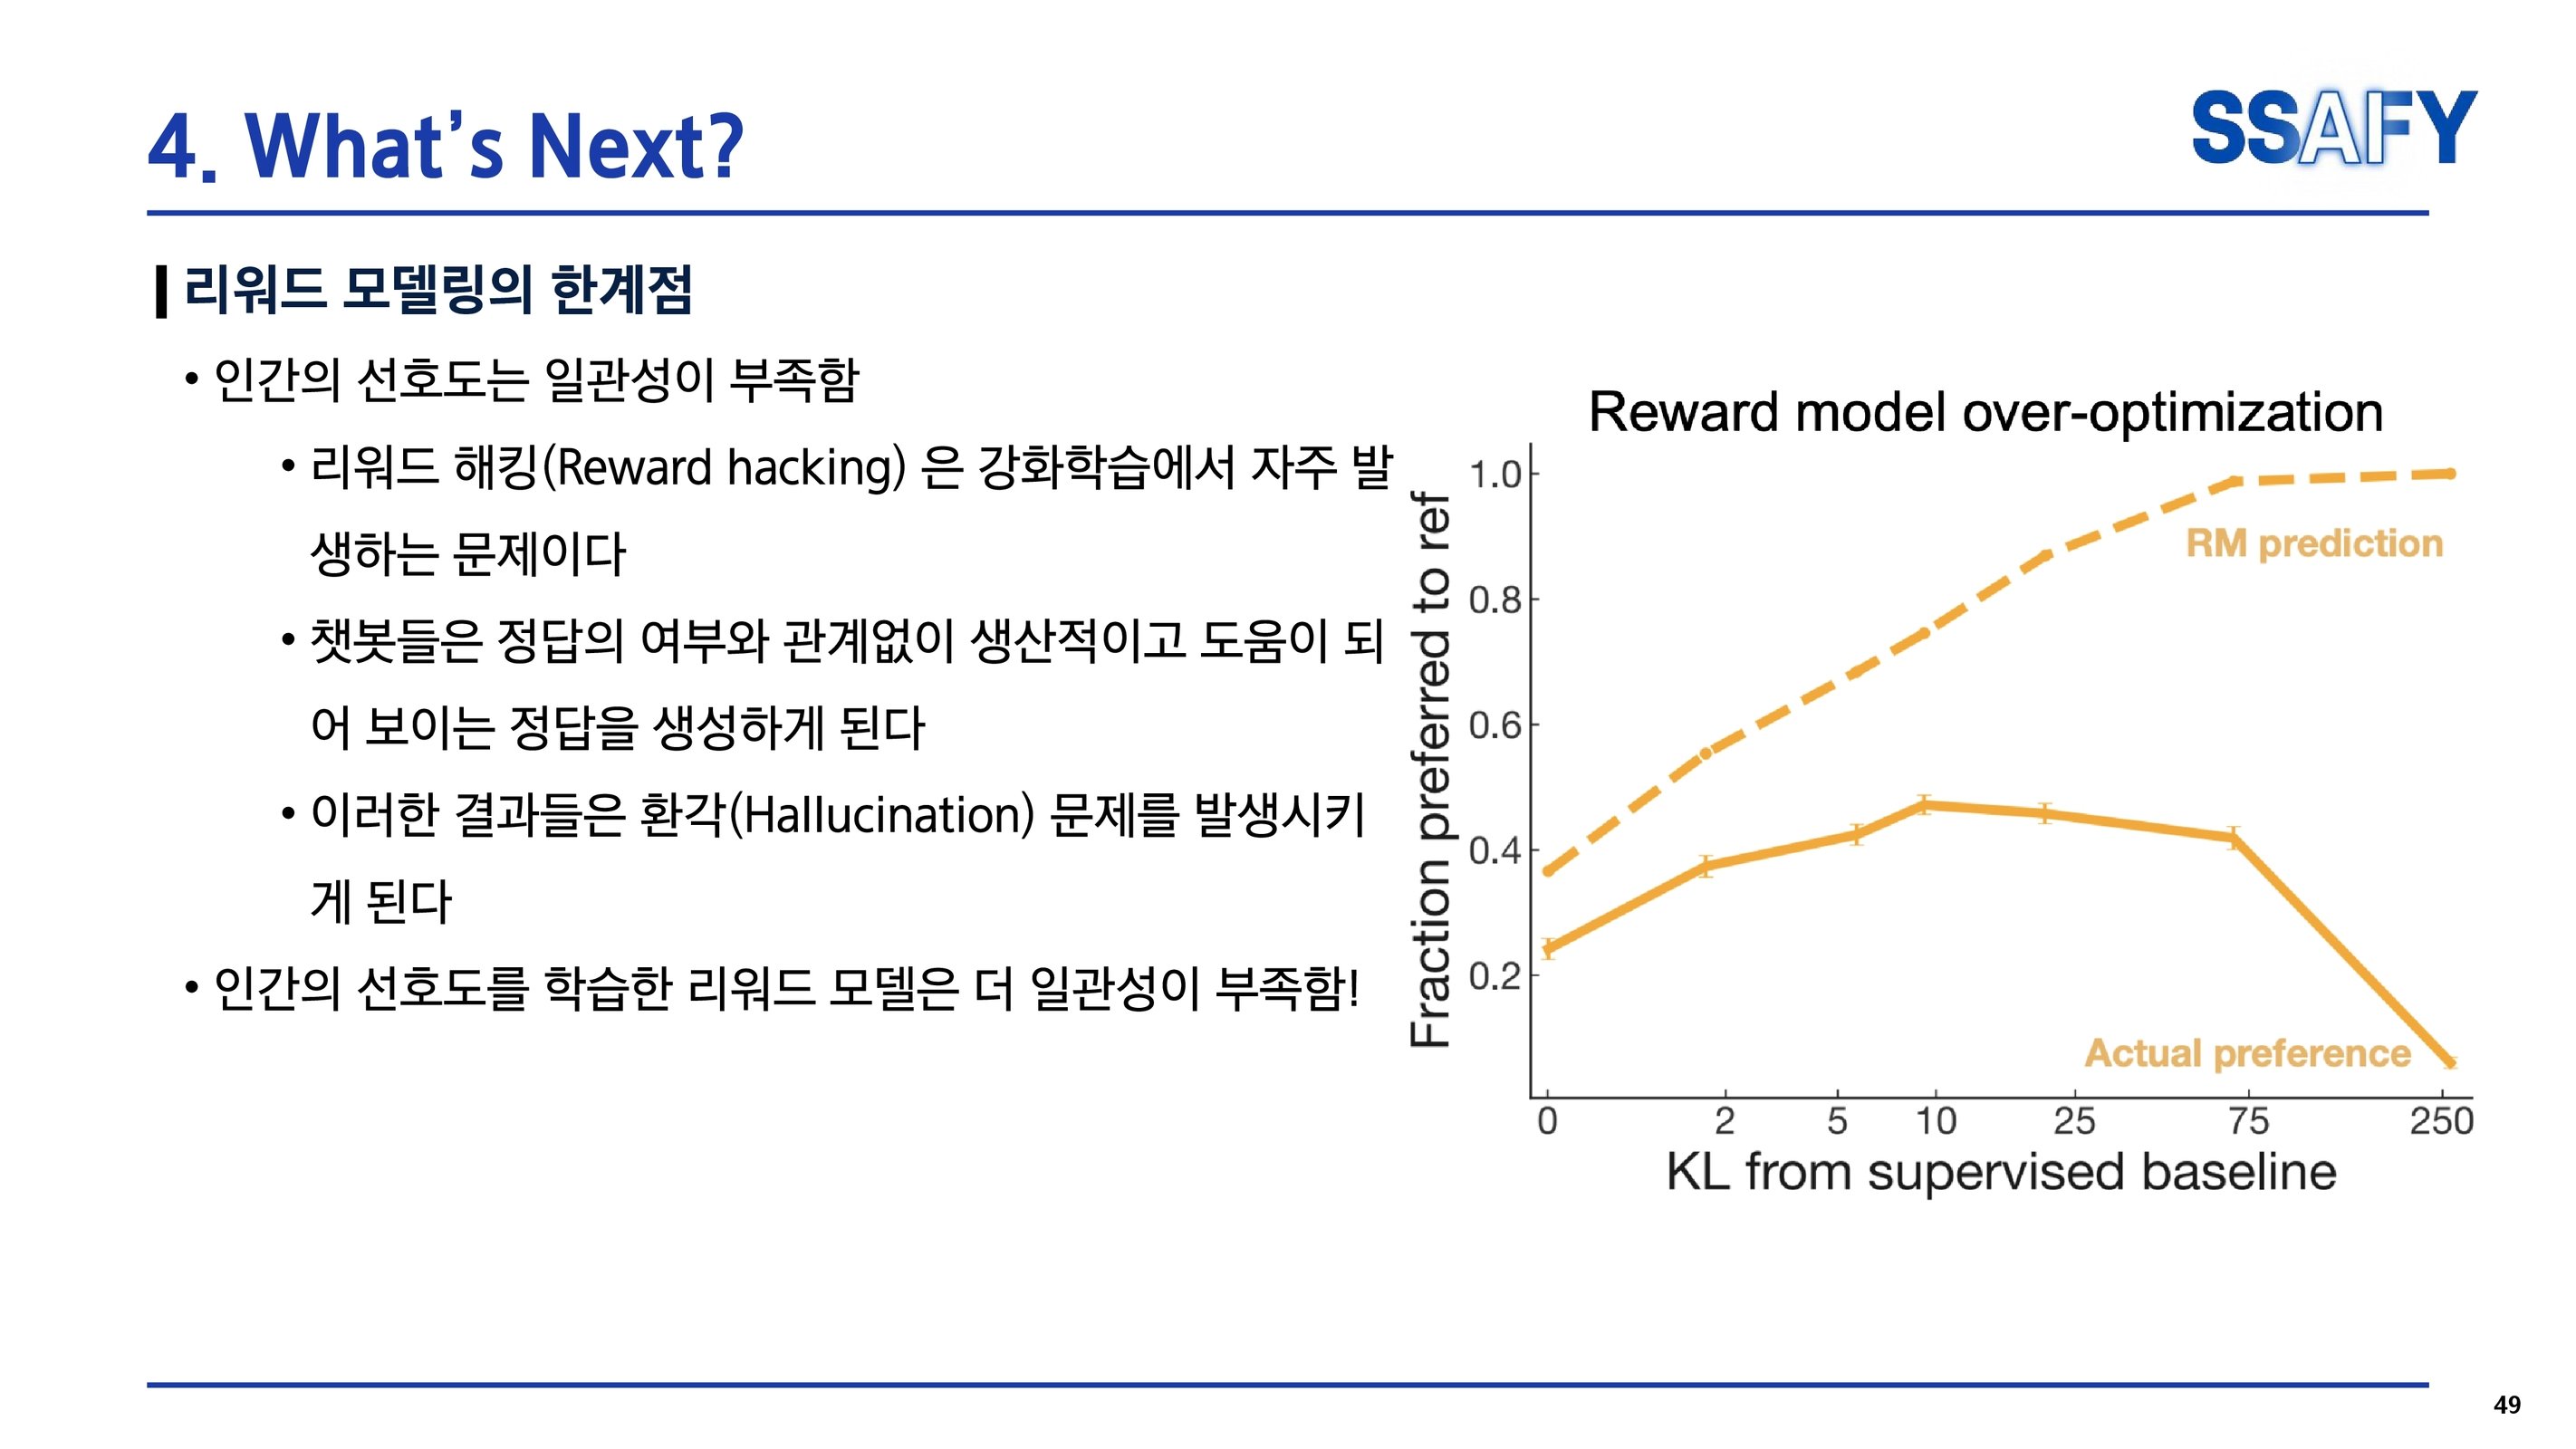 4. What's Next?
SSAFY
리워드 모델링의 한계점
• 인간의 선호도는 일관성이 부족함
• 리워드 해킹(Reward hacking) 은 강화학습에서 자주 발
생하는 문제이다
• 챗봇들은 정답의 여부와 관계없이 생산적이고 도움이 되
어 보이는 정답을 생성하게 된다
• 이러한 결과들은 환각(Hallucination) 문제를 발생시키
게 된다
• 인간의 선호도를 학습한 리워드 모델은 더 일관성이 부족함!
Reward model over-optimization
Fraction preferred to ref
1.0
0.8
0.6
0.4
0.2
RM prediction
Actual preference
0 2 5 10 25 75 250
KL from supervised baseline
49